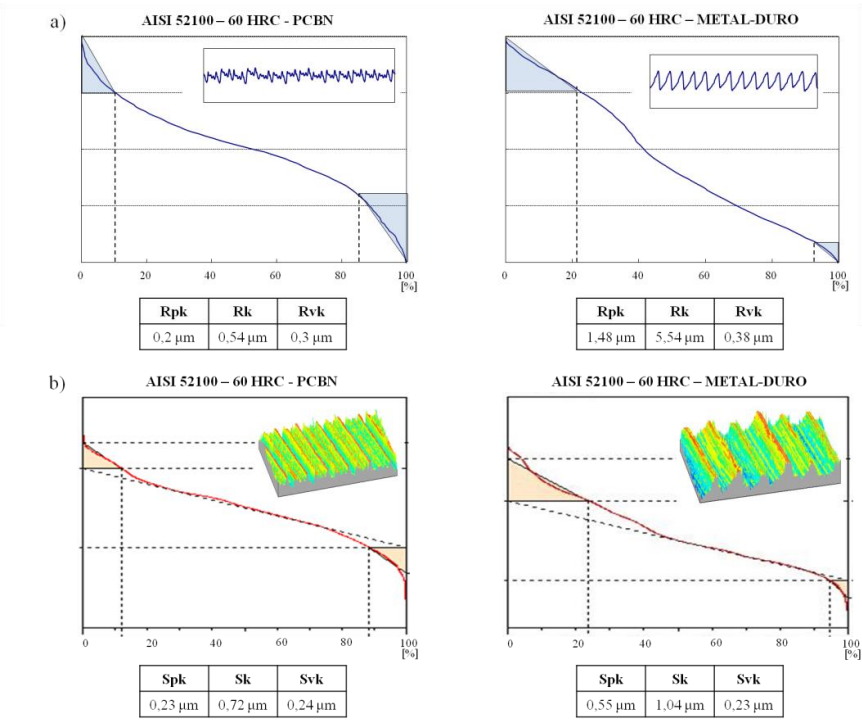 a)
AISI 52100 – 60 HRC - PCBN
AISI 52100 – 60 HRC – METAL-DURO
0 20 40 60 80 100
[%]
0 20 40 60 80 100
[%]
Rpk Rk Rvk
0,2 µm 0,54 µm 0,3 µm
Rpk Rk Rvk
1,48 µm 5,54 µm 0,38 µm
b)
AISI 52100 – 60 HRC - PCBN
AISI 52100 – 60 HRC – METAL-DURO
0 20 40 60 80 100
[%]
0 20 40 60 80 100
[%]
Spk Sk Svk
0,23 µm 0,72 µm 0,24 µm
Spk Sk Svk
0,55 µm 1,04 µm 0,23 µm